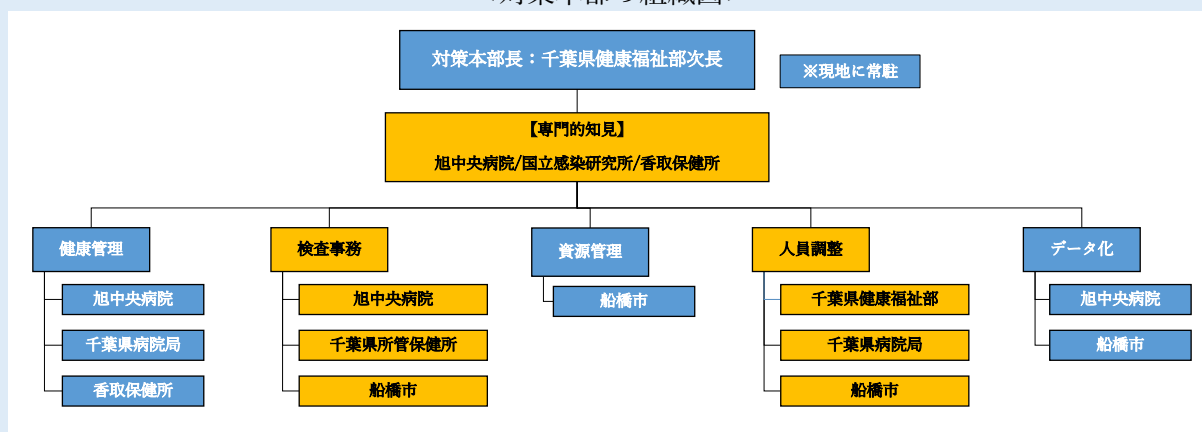 対策本部長：千葉県健康福祉部次長
※現地に常駐
【専門的知見】
旭中央病院/国立感染研究所/香取保健所
健康管理
旭中央病院
千葉県病院局
香取保健所
検査事務
旭中央病院
千葉県所管保健所
船橋市
資源管理
船橋市
人員調整
千葉県健康福祉部
千葉県病院局
船橋市
データ化
旭中央病院
船橋市